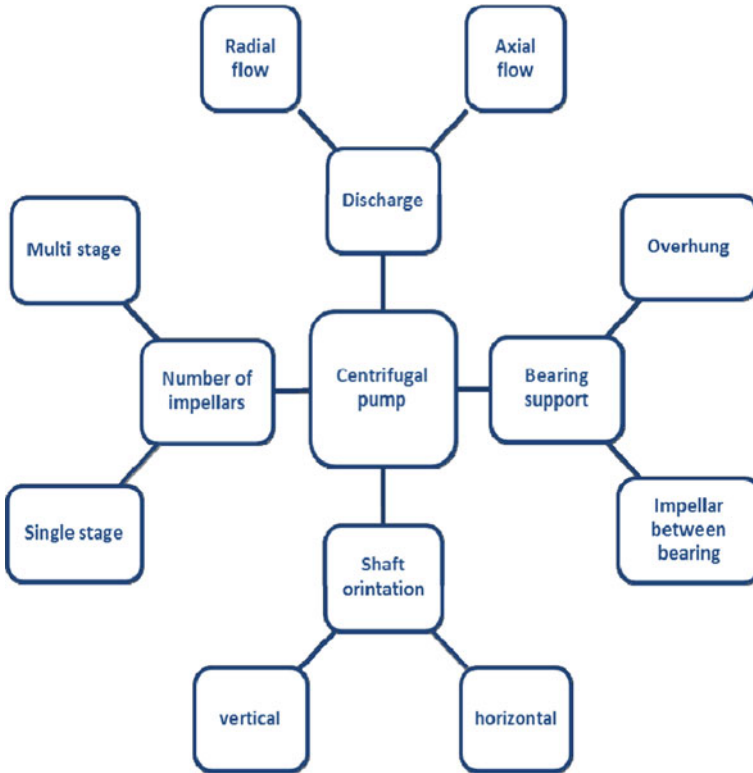 Radial
flow
Axial
flow
Discharge
Multi stage
Overhung
Number of
impellars
Centrifugal
pump
Bearing
support
Single stage
Impellar
between
bearing
Shaft
orintation
vertical
horizontal